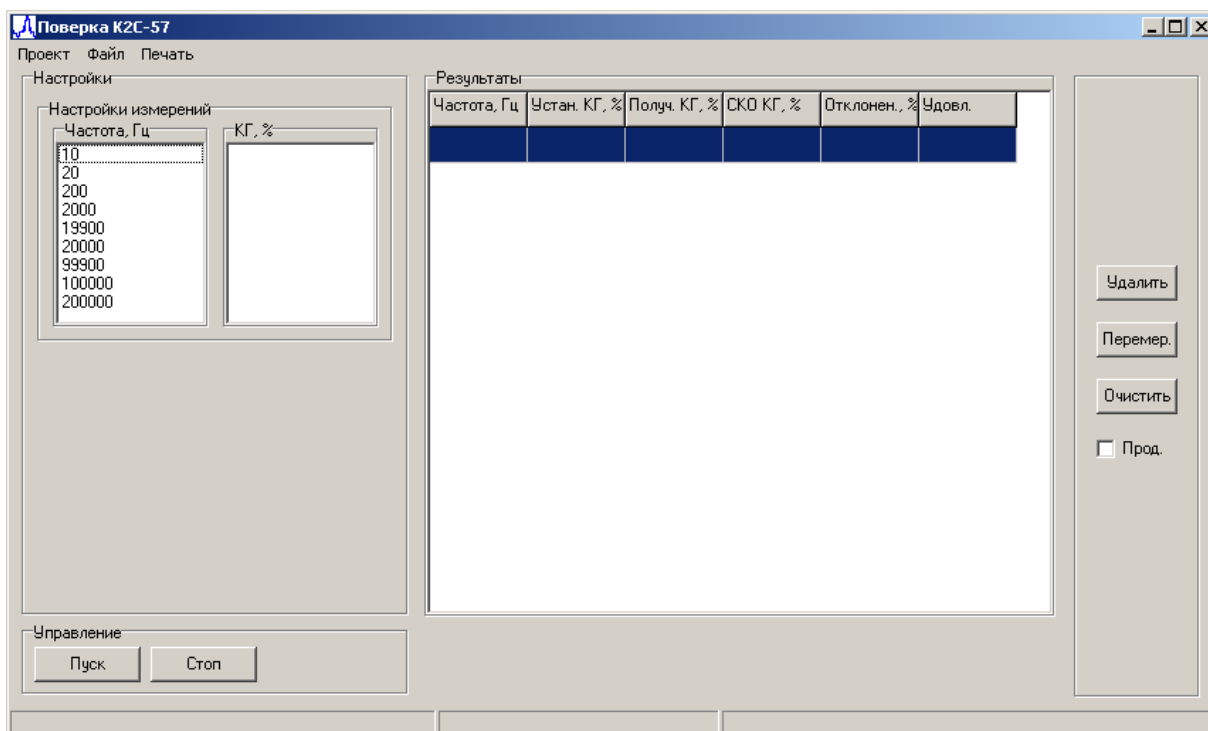 Поверка К2С-57
Проект Файл Печать
Настройки
Настройки измерений
Частота, Гц
КГ, %
10
20
200
2000
19900
20000
99900
100000
200000
Управление
Пуск Стоп
Результаты
Частота, Гц Устан. КГ, % Получ. КГ, % СКО КГ, % Отклонен., % Удовл.
Удалить
Перемер.
Очистить
Прод.